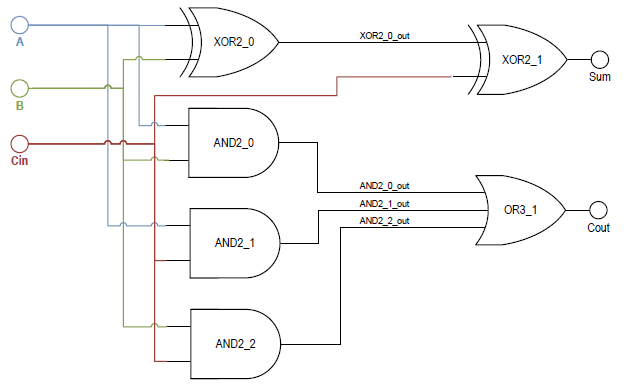 A
XOR2_0
XOR2_0_out
XOR2_1
Sum
B
AND2_0
Cin
AND2_0_out
AND2_1_out
AND2_2_out
OR3_1
Cout
AND2_1
AND2_2